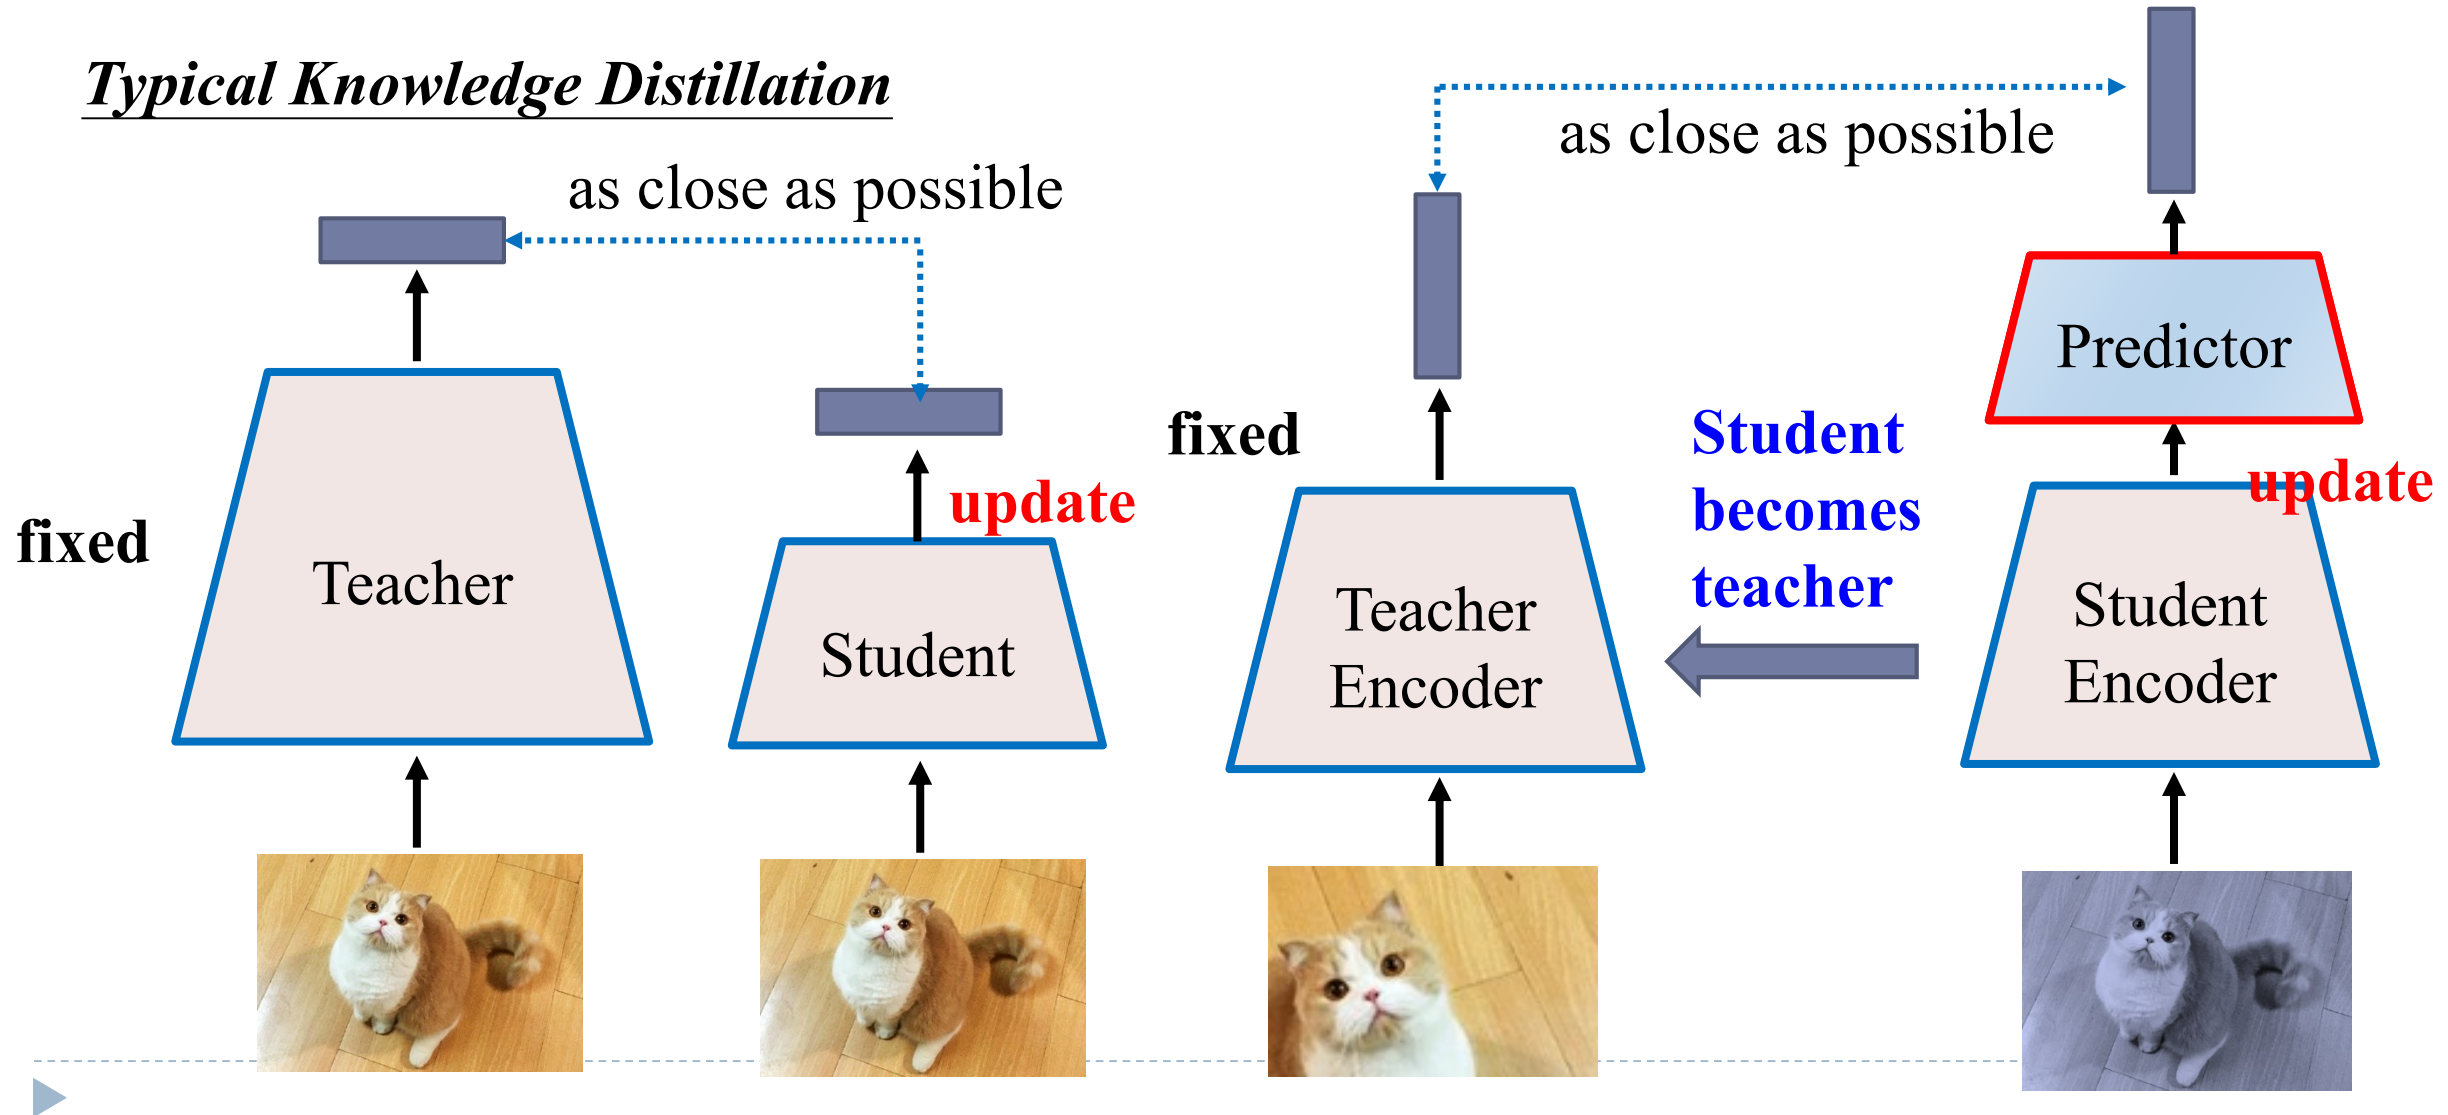 Typical Knowledge Distillation
as close as possible
fixed
Teacher
update
Student
as close as possible
fixed
Teacher
Encoder
Student
becomes
teacher
Predictor
update
Student
Encoder